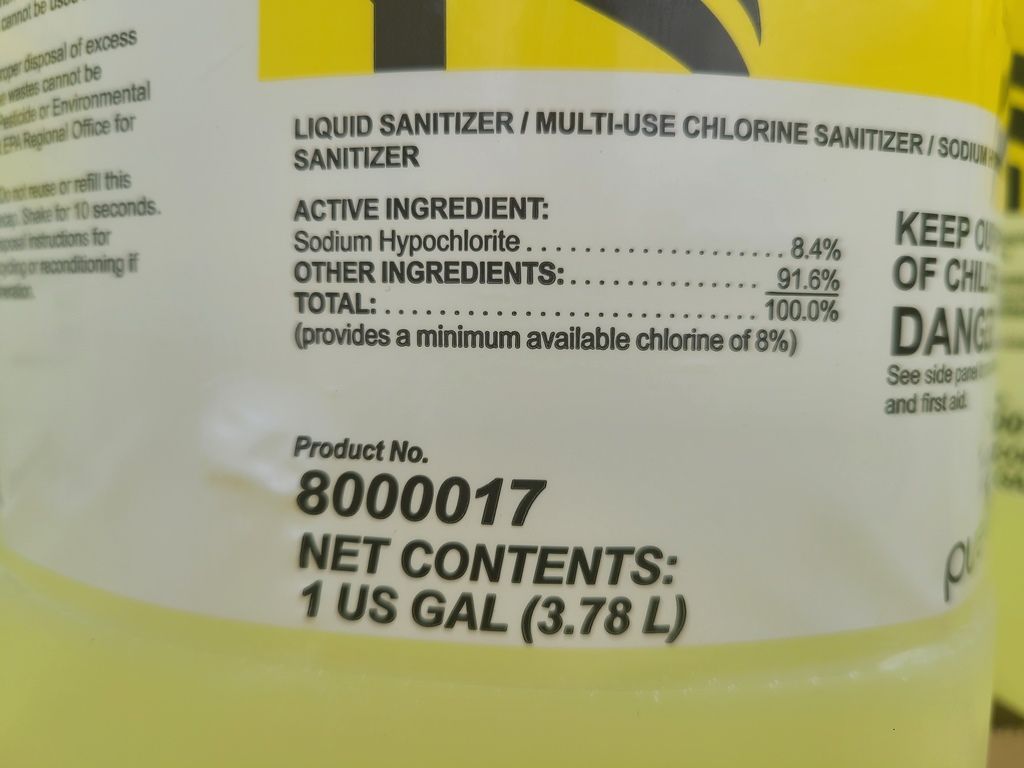 cannot be
proper disposal of excess
wastes cannot be
Pesticide or Environmental
EPA Regional Office for
Do not reuse or refill this
Shake for 10 seconds.
instructions for
or reconditioning if
LIQUID SANITIZER / MULTI-USE CHLORINE SANITIZER / SODIUM
SANITIZER
ACTIVE INGREDIENT:
Sodium Hypochlorite . . . . . . . . . . . . . . . . . . . . . . . 8.4%
OTHER INGREDIENTS: . . . . . . . . . . . . . . . . . 91.6%
TOTAL: . . . . . . . . . . . . . . . . . . . . . . . . . . . . . . . . . 100.0%
(provides a minimum available chlorine of 8%)
Product No.
8000017
NET CONTENTS:
1 US GAL (3.78 L)
KEEP
OF
See side
and first aid.